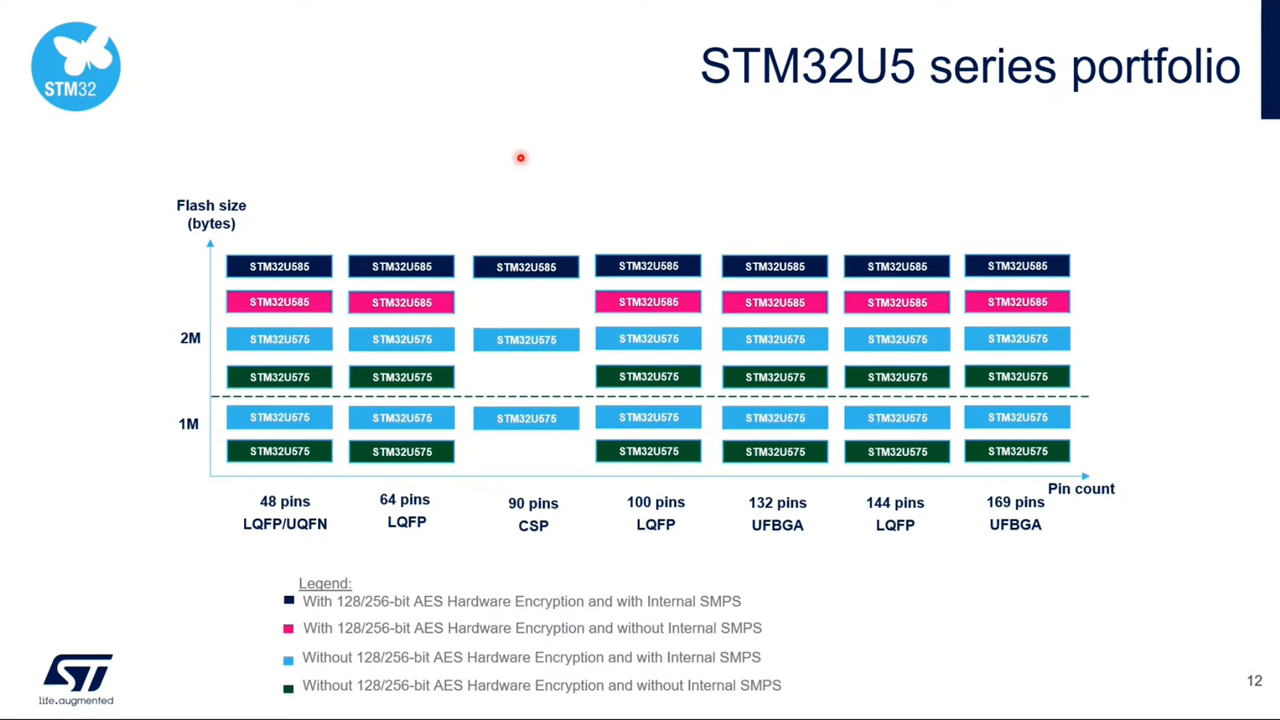 STM32
STM32U5 series portfolio
Flash size
(bytes)
STM32U585 STM32U585 STM32U585 STM32U585 STM32U585 STM32U585 STM32U585
STM32U585 STM32U585 STM32U585 STM32U585 STM32U585 STM32U585
2M STM32U575 STM32U575 STM32U575 STM32U575 STM32U575 STM32U575 STM32U575
STM32U575 STM32U575 STM32U575 STM32U575 STM32U575 STM32U575
1M STM32U575 STM32U575 STM32U575 STM32U575 STM32U575 STM32U575 STM32U575
STM32U575 STM32U575 STM32U575 STM32U575 STM32U575 STM32U575
Pin count
48 pins 64 pins 90 pins 100 pins 132 pins 144 pins 169 pins
LQFP/UQFN LQFP CSP LQFP UFBGA LQFP UFBGA
Legend:
With 128/256-bit AES Hardware Encryption and with Internal SMPS
With 128/256-bit AES Hardware Encryption and without Internal SMPS
Without 128/256-bit AES Hardware Encryption and with Internal SMPS
Without 128/256-bit AES Hardware Encryption and without Internal SMPS
ST
life.augmented
12